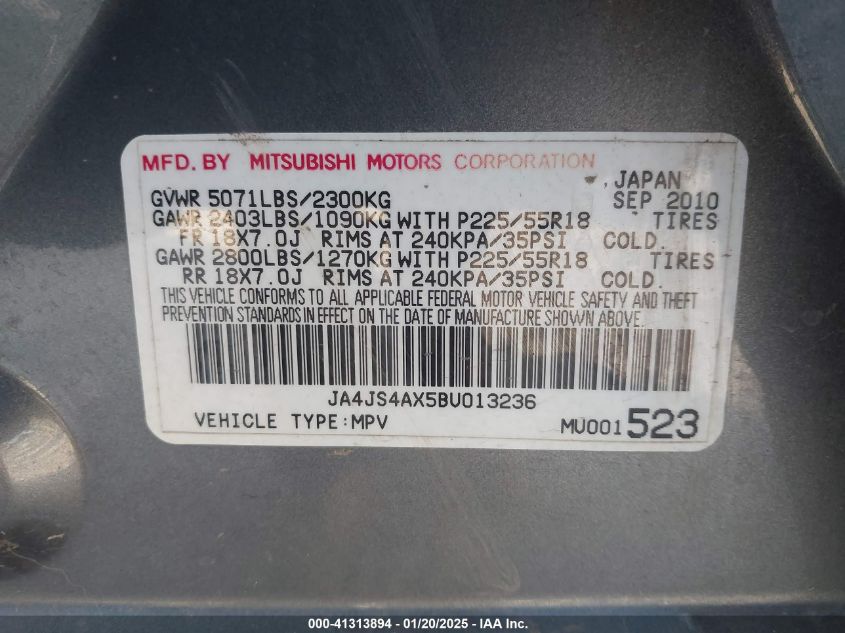 MFD. BY MITSUBISHI MOTORS CORPORATION
JAPAN
GVWR 5071LBS/2300KG SEP 2010
GAWR 2403LBS/1090KG WITH P225/55R18 TIRES
FR 18X7.0J RIMS AT 240KPA/35PSI COLD.
GAWR 2800LBS/1270KG WITH P225/55R18 TIRES
RR 18X7.0J RIMS AT 240KPA/35PSI COLD.
THIS VEHICLE CONFORMS TO ALL APPLICABLE FEDERAL MOTOR VEHICLE SAFETY AND THEFT
PREVENTION STANDARDS IN EFFECT ON THE DATE OF MANUFACTURE SHOWN ABOVE.
JA4JS4AX5BU013236
VEHICLE TYPE:MPV MU001523
000-41313894 — 01/20/2025 — IAA Inc.